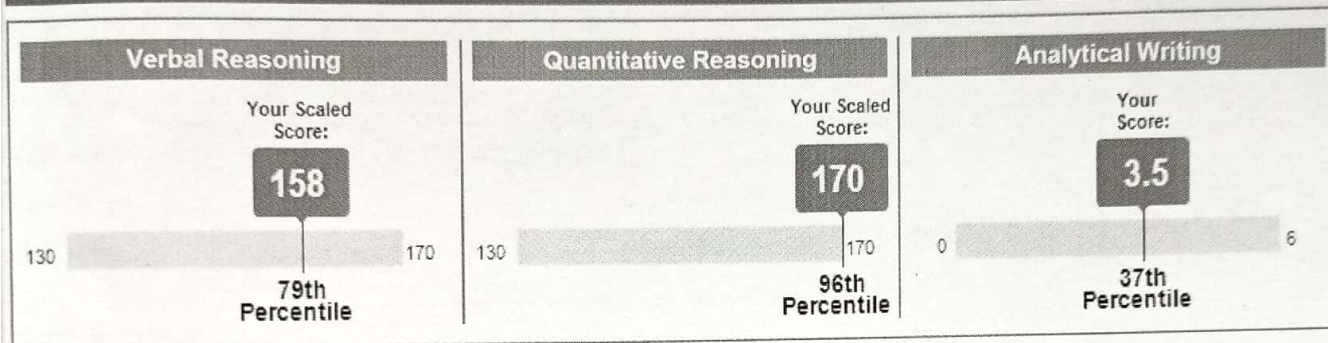 Verbal Reasoning
Your Scaled
Score:
158
130
170
79th
Percentile
Quantitative Reasoning
Your Scaled
Score:
170
130
170
96th
Percentile
Analytical Writing
Your
Score:
3.5
0
6
37th
Percentile